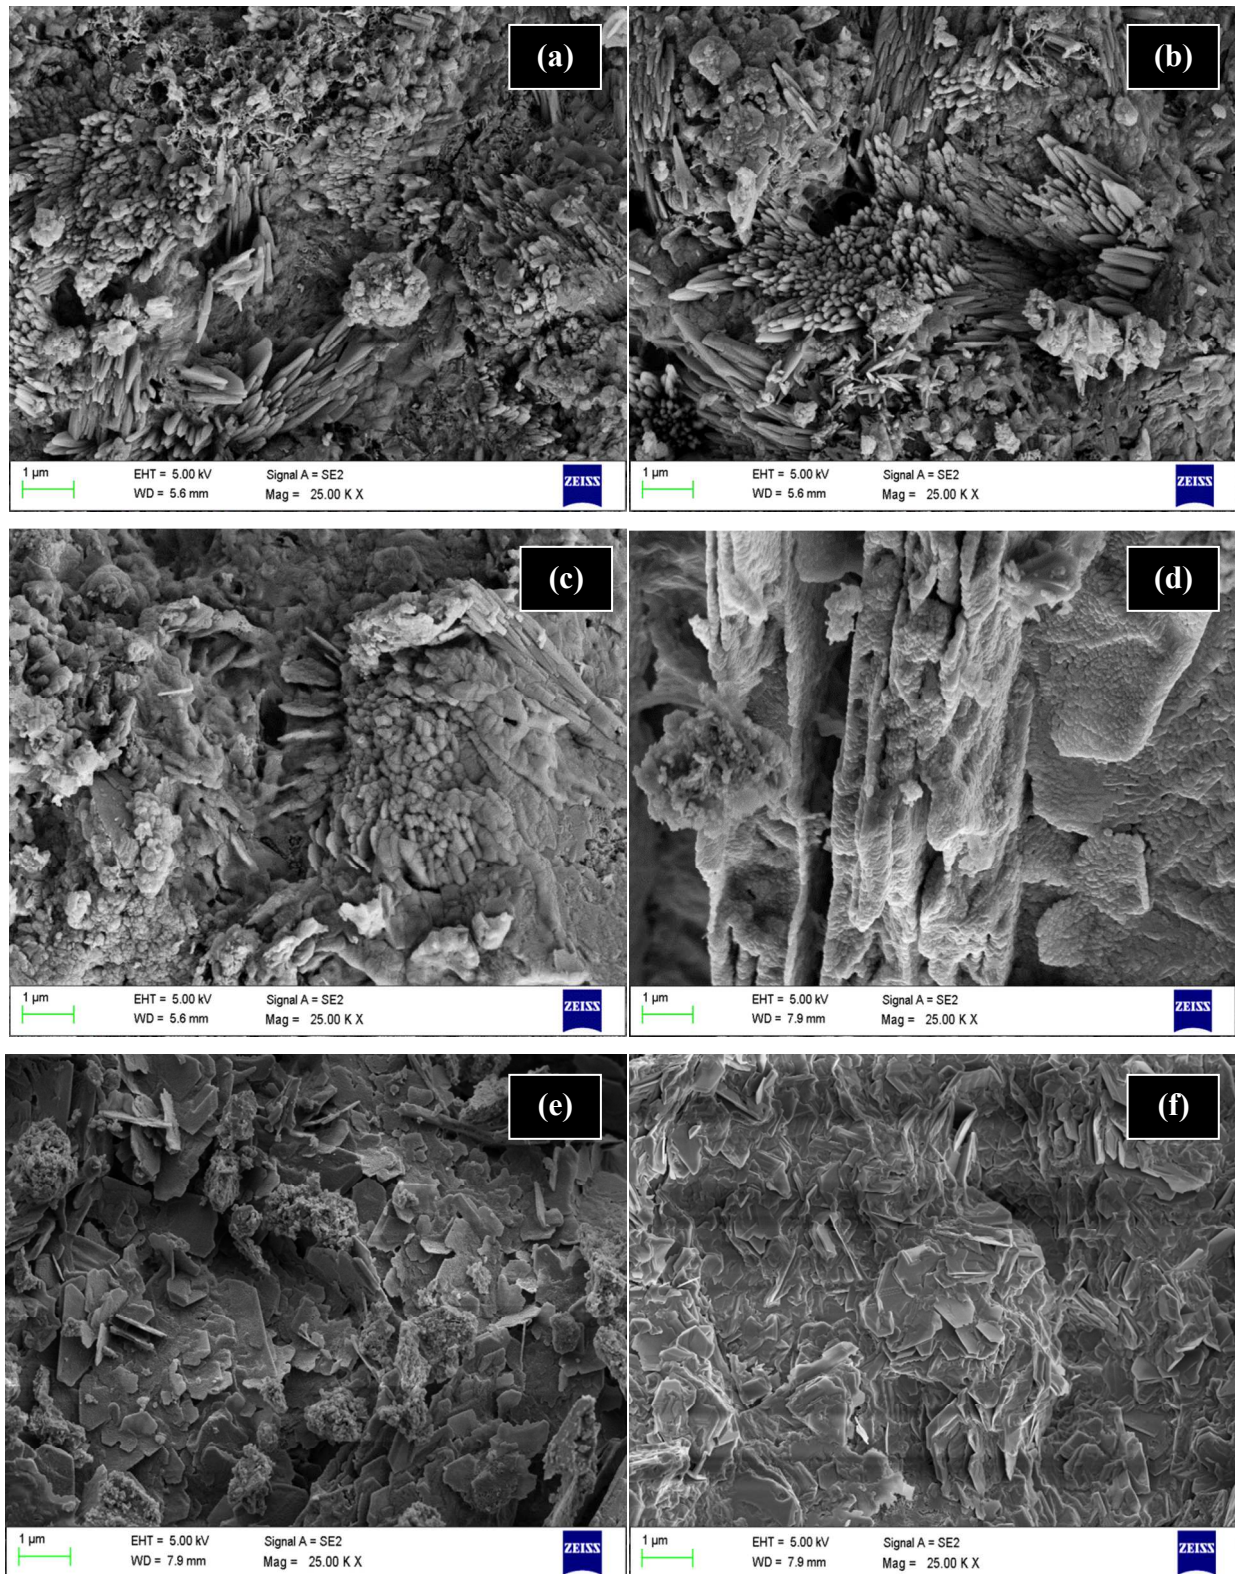 (a)
(b)
1 µm EHT = 5.00 kV Signal A = SE2 ZEISS
WD = 5.6 mm Mag = 25.00 K X
1 µm EHT = 5.00 kV Signal A = SE2 ZEISS
WD = 5.6 mm Mag = 25.00 K X
(c)
(d)
1 µm EHT = 5.00 kV Signal A = SE2 ZEISS
WD = 5.6 mm Mag = 25.00 K X
1 µm EHT = 5.00 kV Signal A = SE2 ZEISS
WD = 7.9 mm Mag = 25.00 K X
(e)
(f)
1 µm EHT = 5.00 kV Signal A = SE2 ZEISS
WD = 7.9 mm Mag = 25.00 K X
1 µm EHT = 5.00 kV Signal A = SE2 ZEISS
WD = 7.9 mm Mag = 25.00 K X